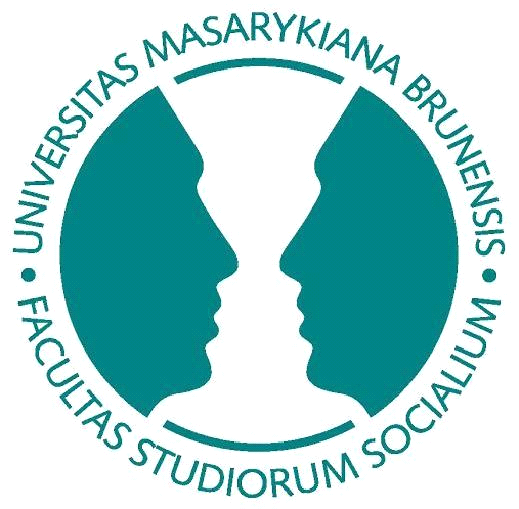 UNIVERSITAS MASARYKIANA BRUNENSIS
• FACULTAS STUDIORUM SOCIALIUM •